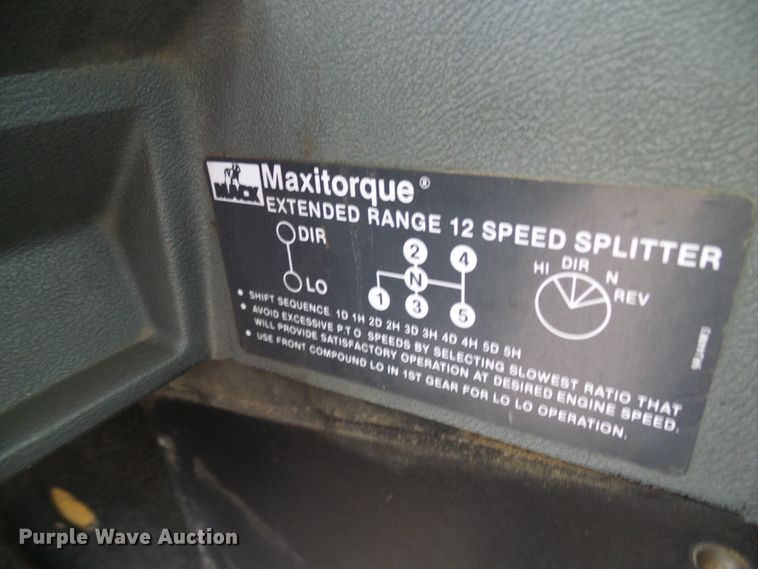 MACK
Maxitorque®
EXTENDED RANGE 12 SPEED SPLITTER
DIR
LO
2 4
N
1 3 5
HI DIR N
REV
• SHIFT SEQUENCE 1D 1H 2D 2H 3D 3H 4D 4H 5D 5H
• AVOID EXCESSIVE P.T.O. SPEEDS BY SELECTING SLOWEST RATIO THAT
WILL PROVIDE SATISFACTORY OPERATION AT DESIRED ENGINE SPEED.
• USE FRONT COMPOUND LO IN 1ST GEAR FOR LO LO OPERATION.
Purple Wave Auction